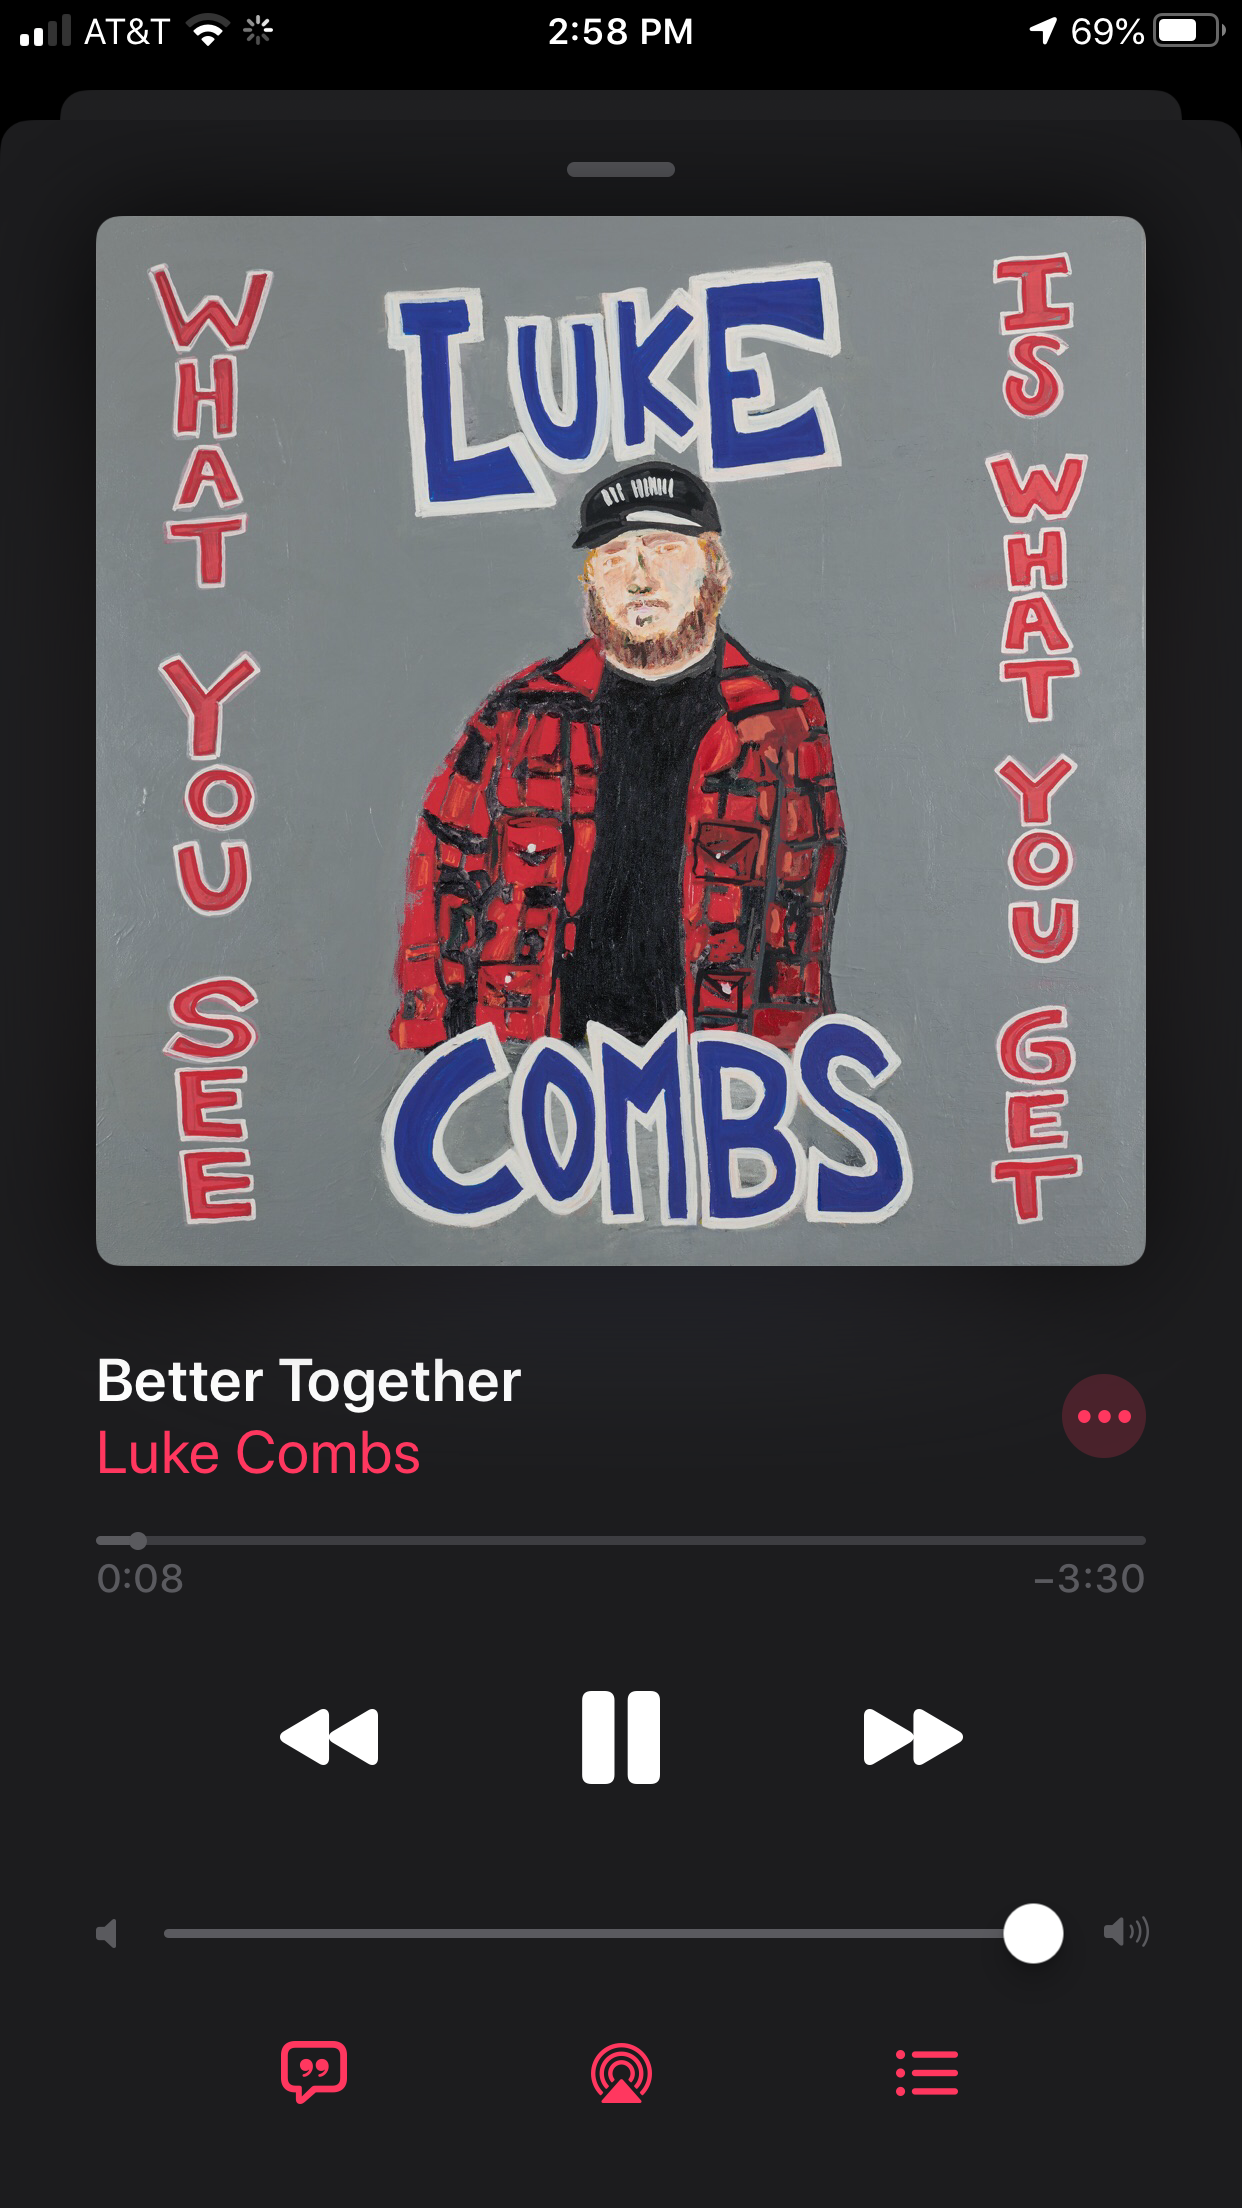 AT&T
2:58 PM
69%
WHAT YOU SEE
LUKE
COMBS
IS WHAT YOU GET
Better Together
Luke Combs
0:08
–3:30